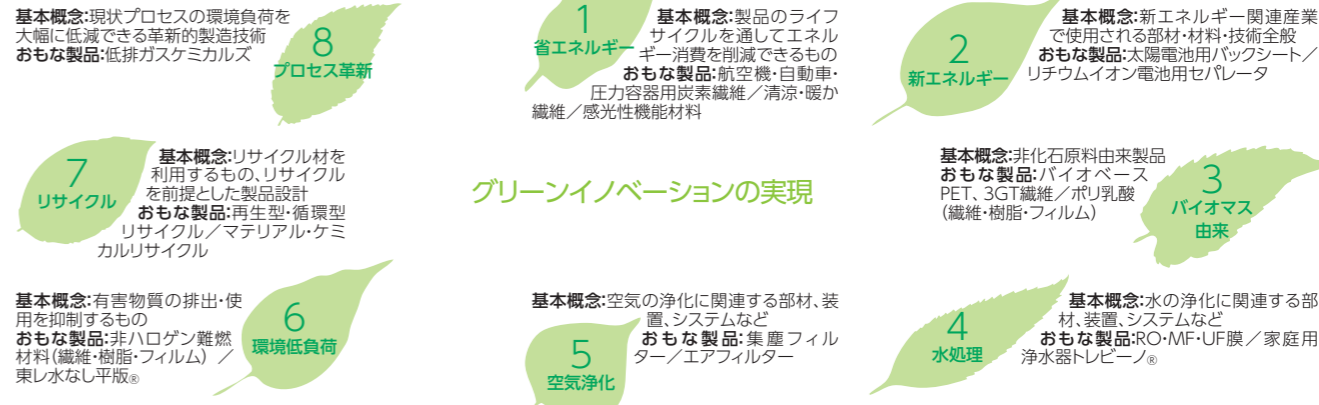 基本概念:現状プロセスの環境負荷を
大幅に低減できる革新的製造技術
おもな製品:低排ガスケミカルズ
8
プロセス革新
1
省エネルギー
基本概念:製品のライフ
サイクルを通してエネル
ギー消費を削減できるもの
おもな製品:航空機・自動車・
圧力容器用炭素繊維／清涼・暖か
繊維／感光性機能材料
2
新エネルギー
基本概念:新エネルギー関連産業
で使用される部材・材料・技術全般
おもな製品:太陽電池用バックシート／
リチウムイオン電池用セパレータ
7
リサイクル
基本概念:リサイクル材を
利用するもの、リサイクル
を前提とした製品設計
おもな製品:再生型・循環型
リサイクル／マテリアル・ケミ
カルリサイクル
グリーンイノベーションの実現
基本概念:非化石原料由来製品
おもな製品:バイオベース
PET、3GT繊維／ポリ乳酸
(繊維・樹脂・フィルム)
3
バイオマス
由来
基本概念:有害物質の排出・使
用を抑制するもの
おもな製品:非ハロゲン難燃
材料(繊維・樹脂・フィルム) ／
東レ水なし平版®
6
環境低負荷
基本概念:空気の浄化に関連する部材、装
置、システムなど
おもな製品:集塵フィル
ター／エアフィルター
5
空気浄化
4
水処理
基本概念:水の浄化に関連する部
材、装置、システムなど
おもな製品:RO・MF・UF膜／家庭用
浄水器トレビーノ®